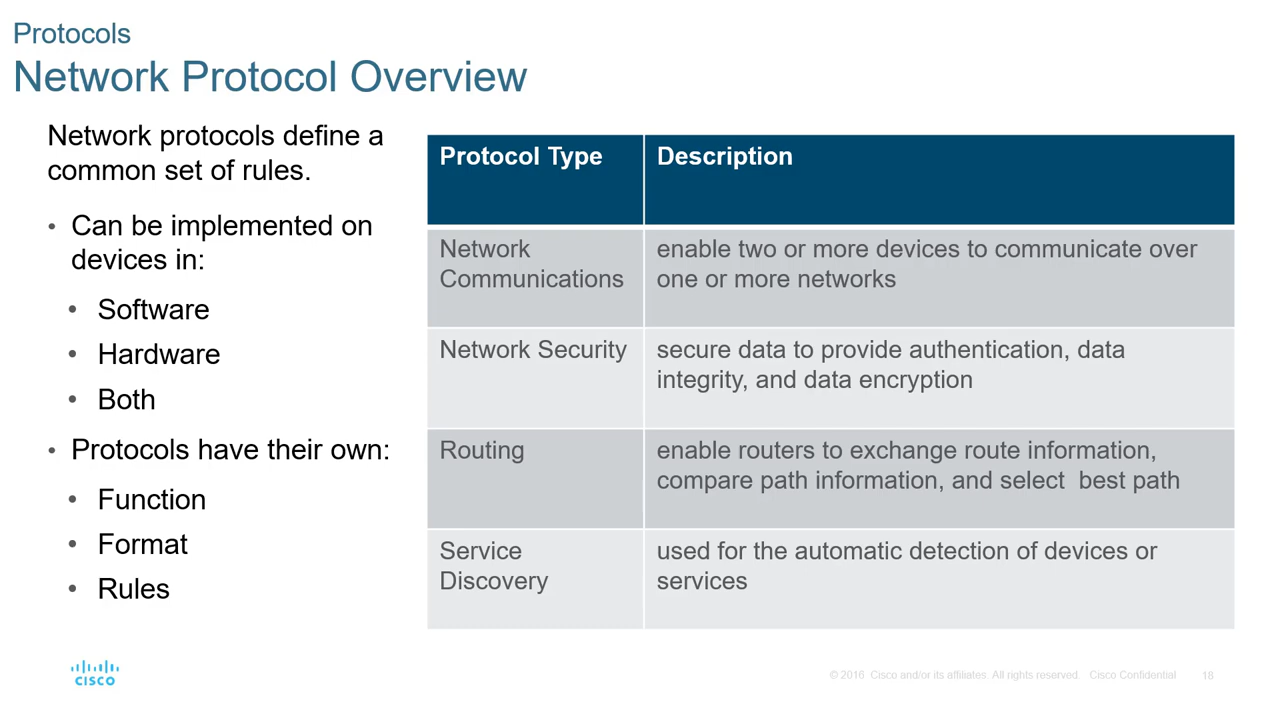 Protocols
Network Protocol Overview
Network protocols define a
common set of rules.
• Can be implemented on
devices in:
• Software
• Hardware
• Both
• Protocols have their own:
• Function
• Format
• Rules
Protocol Type
Description
Network
Communications
enable two or more devices to communicate over
one or more networks
Network Security
secure data to provide authentication, data
integrity, and data encryption
Routing
enable routers to exchange route information,
compare path information, and select  best path
Service
Discovery
used for the automatic detection of devices or
services
CISCO
© 2016 Cisco and/or its affiliates. All rights reserved. Cisco Confidential
18